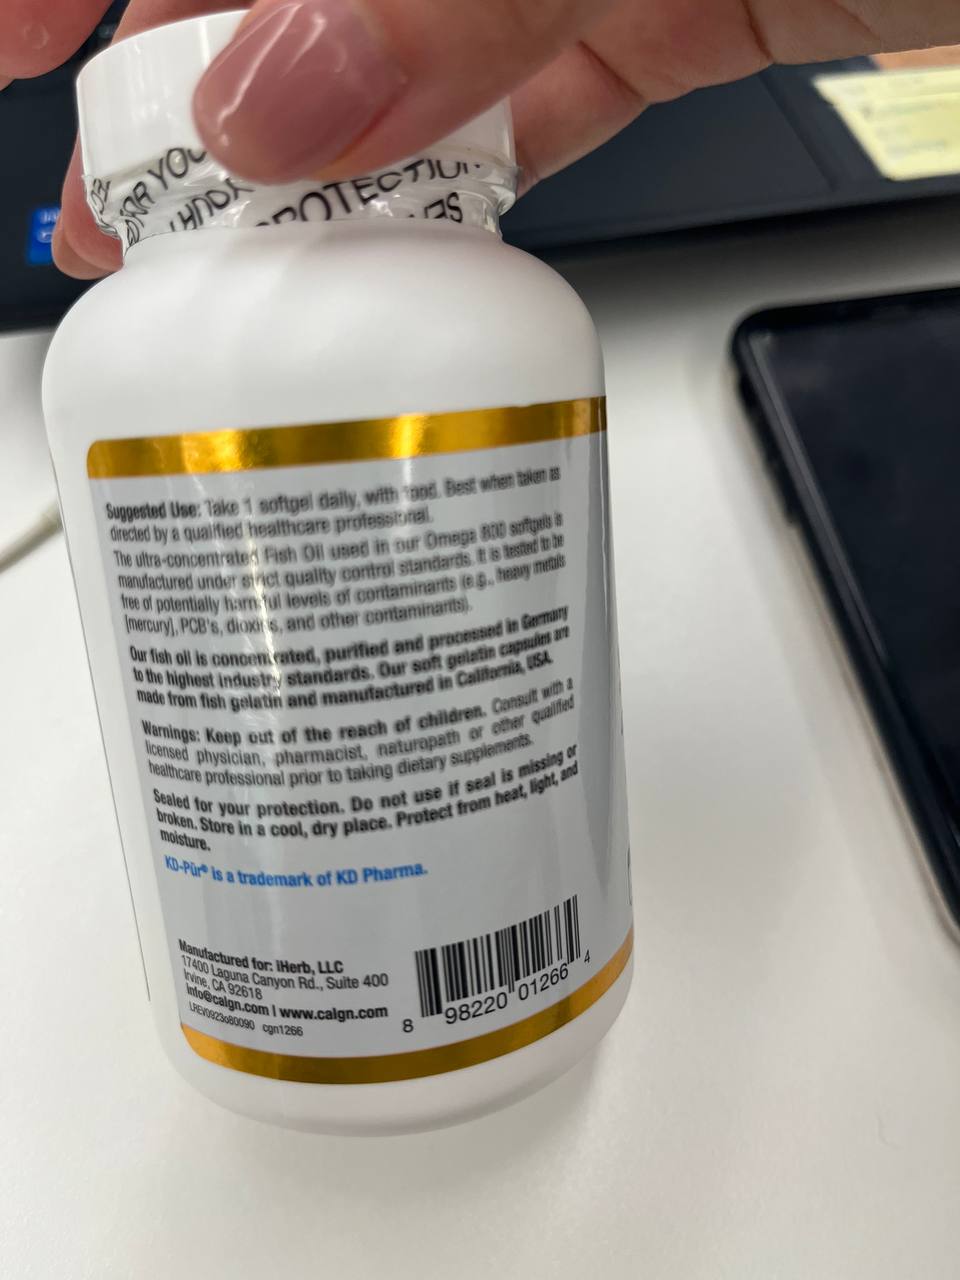 FOR YOU
PROTECTION
Suggested Use: Take 1 softgel daily, with food. Best when taken as
directed by a qualified healthcare professional.
The ultra-concentrated Fish Oil used in our Omega 800 softgels is
manufactured under strict quality control standards. It is tested to be
free of potentially harmful levels of contaminants (e.g., heavy metals
[mercury], PCB's, dioxins, and other contaminants).
Our fish oil is concentrated, purified and processed in Germany
to the highest industry standards. Our soft gelatin capsules are
made from fish gelatin and manufactured in California, USA.
Warnings: Keep out of the reach of children. Consult with a
licensed physician, pharmacist, naturopath or other qualified
healthcare professional prior to taking dietary supplements.
Sealed for your protection. Do not use if seal is missing or
broken. Store in a cool, dry place. Protect from heat, light, and
moisture.
KD-Pür® is a trademark of KD Pharma.
Manufactured for: iHerb, LLC
17400 Laguna Canyon Rd., Suite 400
Irvine, CA 92618
info@calgn.com | www.calgn.com
LREV0923o80090 cgn1266
8 98220 01266 4